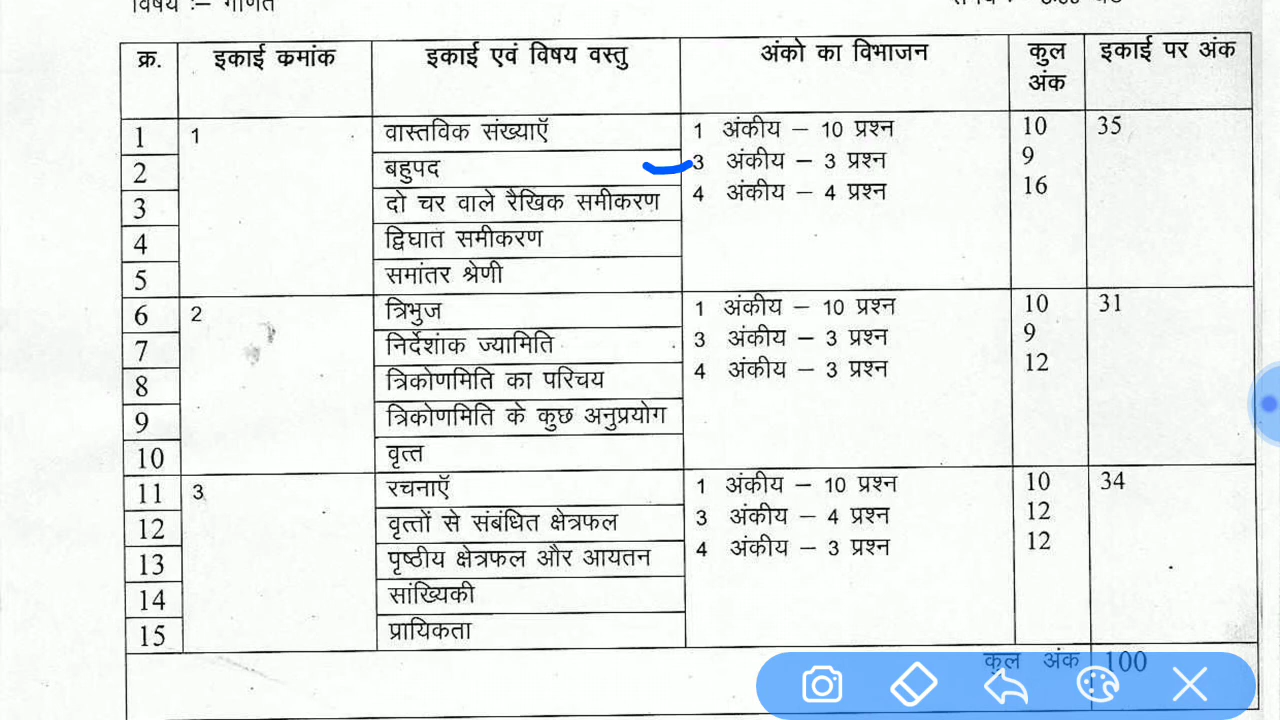 विषय :– गणित
क्र. इकाई क्रमांक इकाई एवं विषय वस्तु अंको का विभाजन कुल अंक इकाई पर अंक
1 1 वास्तविक संख्याऍ 1 अंकीय – 10 प्रश्न 10 35
2 बहुपद 3 अंकीय – 3 प्रश्न 9
3 दो चर वाले रैखिक समीकरण 4 अंकीय – 4 प्रश्न 16
4 द्विघात समीकरण
5 समांतर श्रेणी
6 2 त्रिभुज 1 अंकीय – 10 प्रश्न 10 31
7 निर्देशांक ज्यामिति 3 अंकीय – 3 प्रश्न 9
8 त्रिकोणमिति का परिचय 4 अंकीय – 3 प्रश्न 12
9 त्रिकोणमिति के कुछ अनुप्रयोग
10 वृत्त
11 3 रचनाऍ 1 अंकीय – 10 प्रश्न 10 34
12 वृत्तों से संबंधित क्षेत्रफल 3 अंकीय – 4 प्रश्न 12
13 पृष्ठीय क्षेत्रफल और आयतन 4 अंकीय – 3 प्रश्न 12
14 सांख्यिकी
15 प्रायिकता
कुल अंक 100